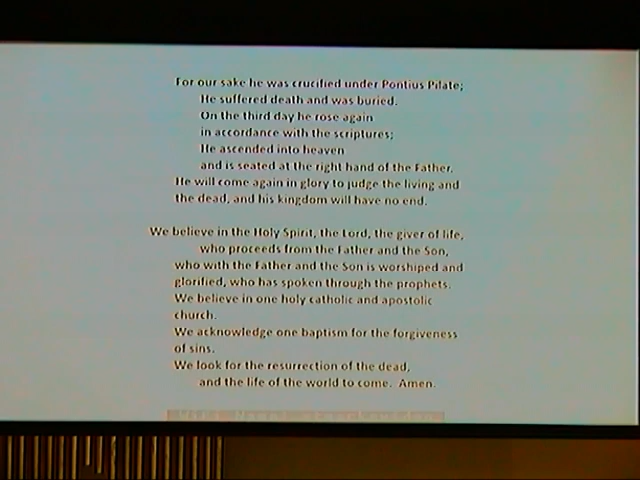 For our sake he was crucified under Pontius Pilate;
He suffered death and was buried.
On the third day he rose again
in accordance with the scriptures;
He ascended into heaven
and is seated at the right hand of the Father.
He will come again in glory to judge the living and
the dead, and his kingdom will have no end.
We believe in the Holy Spirit, the Lord, the giver of life,
who proceeds from the Father and the Son,
who with the Father and the Son is worshiped and
glorified, who has spoken through the prophets.
We believe in one holy catholic and apostolic
church.
We acknowledge one baptism for the forgiveness
of sins.
We look for the resurrection of the dead,
and the life of the world to come. Amen.